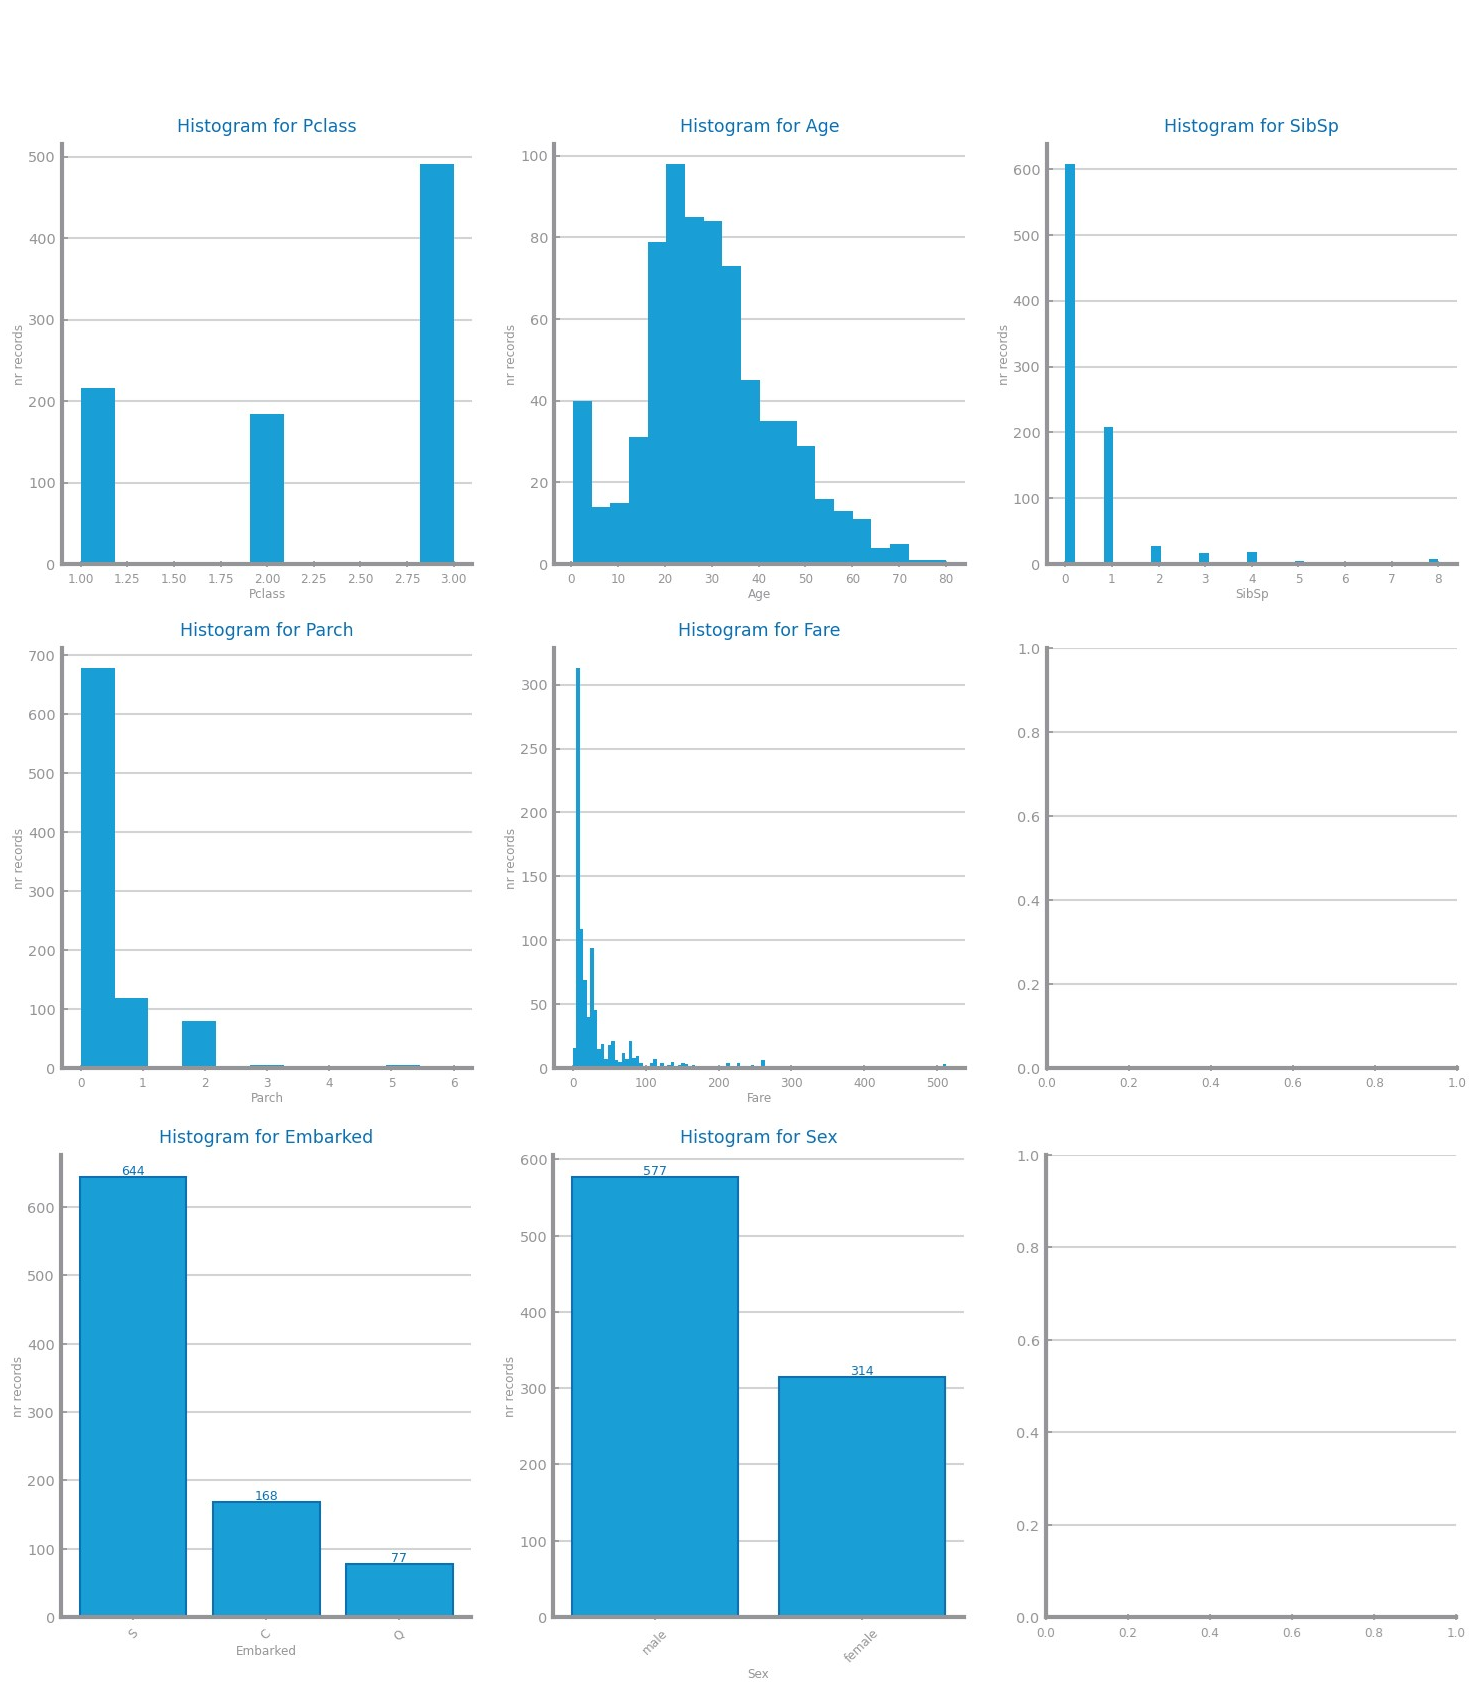 Histogram for Pclass
500
400
300
200
100
0
nr records
1.00 1.25 1.50 1.75 2.00 2.25 2.50 2.75 3.00
Pclass
Histogram for Age
100
80
60
40
20
0
nr records
0 10 20 30 40 50 60 70 80
Age
Histogram for SibSp
600
500
400
300
200
100
0
nr records
0 1 2 3 4 5 6 7 8
SibSp
Histogram for Parch
700
600
500
400
300
200
100
0
nr records
0 1 2 3 4 5 6
Parch
Histogram for Fare
300
250
200
150
100
50
0
nr records
0 100 200 300 400 500
Fare
1.0
0.8
0.6
0.4
0.2
0.0
0.0 0.2 0.4 0.6 0.8 1.0
Histogram for Embarked
644
168
77
600
500
400
300
200
100
0
nr records
S C Q
Embarked
Histogram for Sex
577
314
600
500
400
300
200
100
0
nr records
male female
Sex
1.0
0.8
0.6
0.4
0.2
0.0
0.0 0.2 0.4 0.6 0.8 1.0